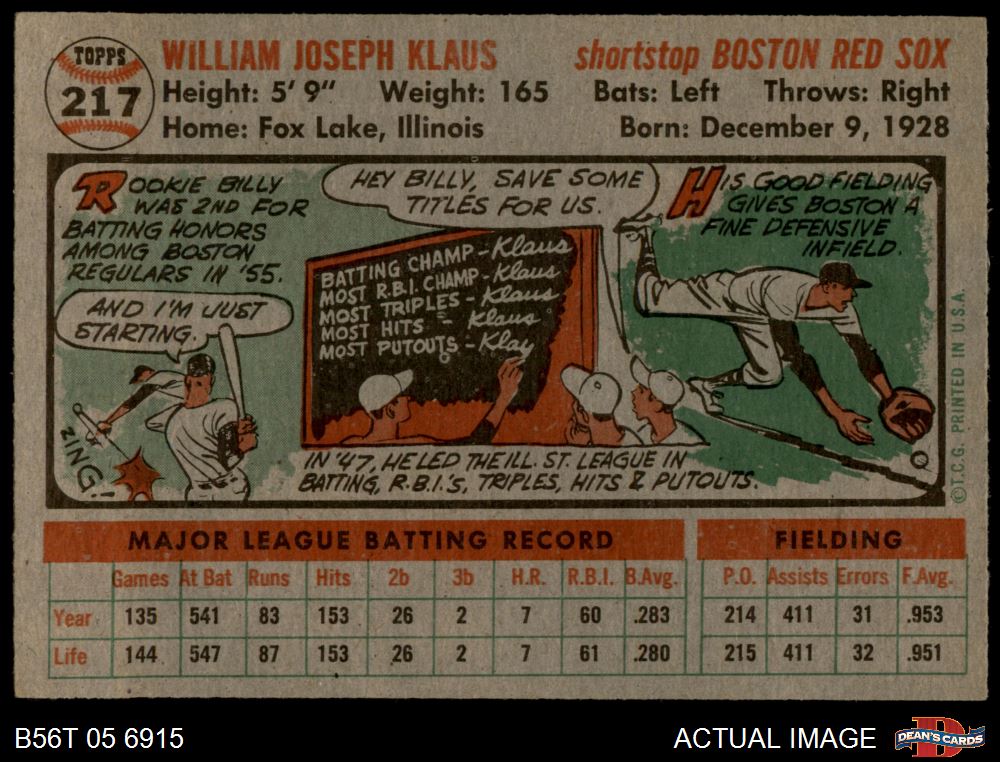 TOPPS
217
WILLIAM JOSEPH KLAUS
shortstop BOSTON RED SOX
Height: 5' 9" Weight: 165 Bats: Left Throws: Right
Home: Fox Lake, Illinois Born: December 9, 1928
ROOKIE BILLY
WAS 2ND FOR
BATTING HONORS
AMONG BOSTON
REGULARS IN '55.
AND I'M JUST
STARTING.
ZING!
HEY BILLY, SAVE SOME
TITLES FOR US.
BATTING CHAMP - Klaus
MOST R.B.I. CHAMP - Klaus
MOST TRIPLES - Klaus
MOST HITS - Klaus
MOST PUTOUTS - Klau
IN '47, HE LED THE ILL. ST. LEAGUE IN
BATTING, R.B.I.'S, TRIPLES, HITS & PUTOUTS.
HIS GOOD FIELDING
GIVES BOSTON A
FINE DEFENSIVE
INFIELD.
©T.C.G. PRINTED IN U.S.A.
MAJOR LEAGUE BATTING RECORD FIELDING
Games At Bat Runs Hits 2b 3b H.R. R.B.I. B.Avg. P.O. Assists Errors F.Avg.
Year 135 541 83 153 26 2 7 60 .283 214 411 31 .953
Life 144 547 87 153 26 2 7 61 .280 215 411 32 .951
B56T 05 6915
ACTUAL IMAGE
D
DEAN'S CARDS